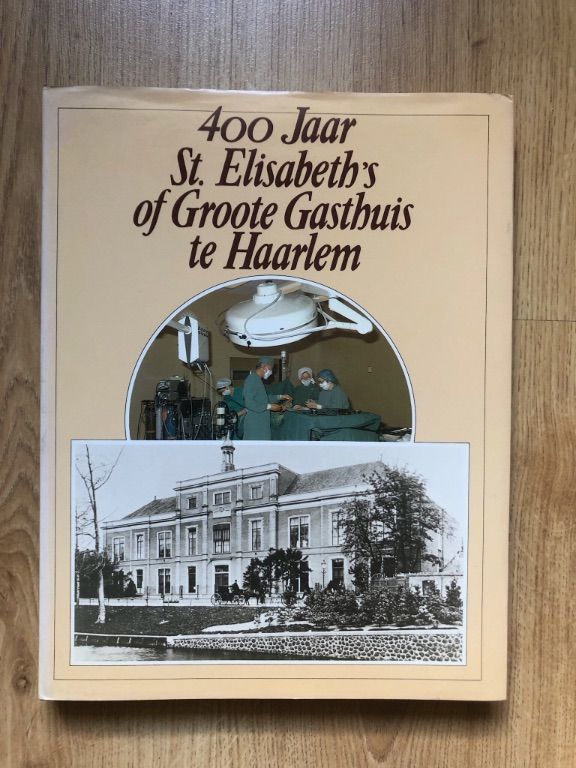 400 Jaar
St. Elisabeth's
of Groote Gasthuis
te Haarlem